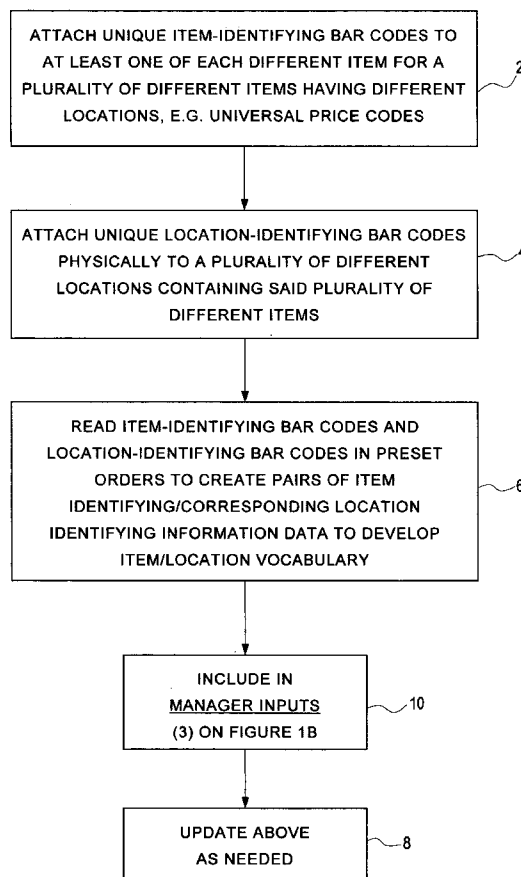 ATTACH UNIQUE ITEM-IDENTIFYING BAR CODES TO
AT LEAST ONE OF EACH DIFFERENT ITEM FOR A
PLURALITY OF DIFFERENT ITEMS HAVING DIFFERENT
LOCATIONS, E.G. UNIVERSAL PRICE CODES
2
ATTACH UNIQUE LOCATION-IDENTIFYING BAR CODES
PHYSICALLY TO A PLURALITY OF DIFFERENT
LOCATIONS CONTAINING SAID PLURALITY OF
DIFFERENT ITEMS
4
READ ITEM-IDENTIFYING BAR CODES AND
LOCATION-IDENTIFYING BAR CODES IN PRESET
ORDERS TO CREATE PAIRS OF ITEM
IDENTIFYING/CORRESPONDING LOCATION
IDENTIFYING INFORMATION DATA TO DEVELOP
ITEM/LOCATION VOCABULARY
6
INCLUDE IN
MANAGER INPUTS
(3) ON FIGURE 1B
10
UPDATE ABOVE
AS NEEDED
8